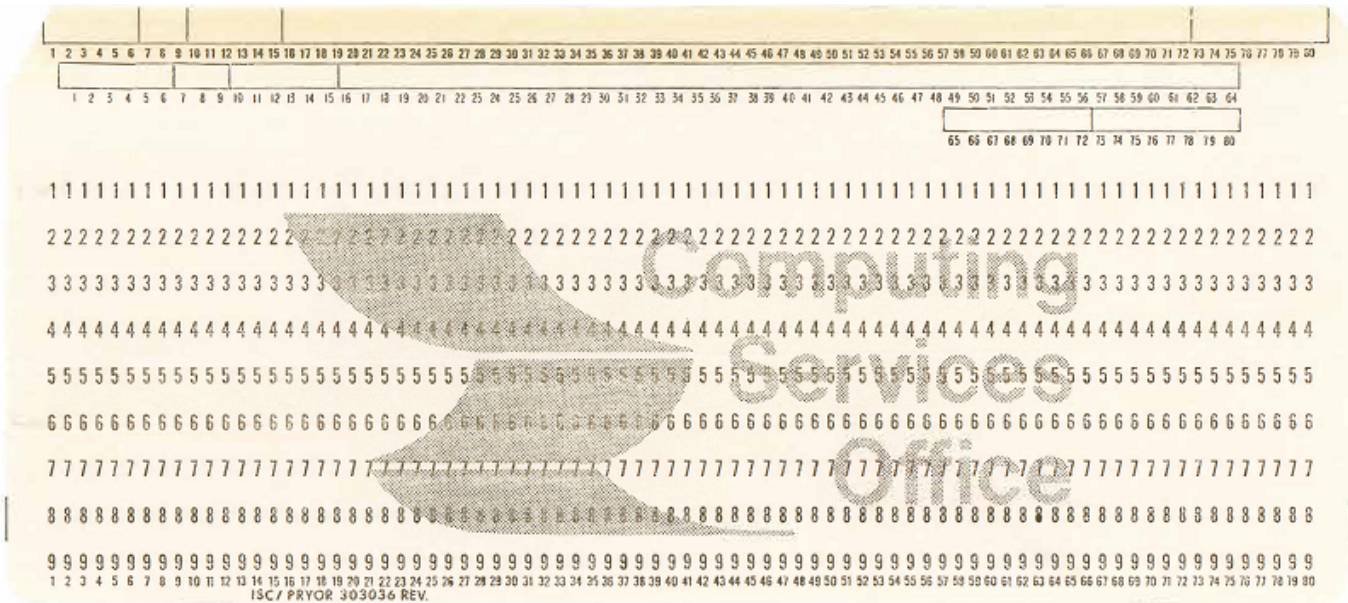 1 2 3 4 5 6 7 8 9 10 11 12 13 14 15 16 17 18 19 20 21 22 23 24 25 26 27 28 29 30 31 32 33 34 35 36 37 38 39 40 41 42 43 44 45 46 47 48 49 50 51 52 53 54 55 56 57 58 59 60 61 62 63 64 65 66 67 68 69 70 71 72 73 74 75 76 77 78 79 80
1 2 3 4 5 6 7 8 9 10 11 12 13 14 15 16 17 18 19 20 21 22 23 24 25 26 27 28 29 30 31 32 33 34 35 36 37 38 39 40 41 42 43 44 45 46 47 48 49 50 51 52 53 54 55 56 57 58 59 60 61 62 63 64
65 66 67 68 69 70 71 72 73 74 75 76 77 78 79 80
11111111111111111111111111111111111111111111111111111111111111111111111111111111
22222222222222222222222222222222222222222222222222222222222222222222222222222222
Computing
33333333333333333333333333333333333333333333333333333333333333333333333333333333
44444444444444444444444444444444444444444444444444444444444444444444444444444444
Services
55555555555555555555555555555555555555555555555555555555555555555555555555555555
66666666666666666666666666666666666666666666666666666666666666666666666666666666
Office
77777777777777777777777777777777777777777777777777777777777777777777777777777777
88888888888888888888888888888888888888888888888888888888888888888888888888888888
99999999999999999999999999999999999999999999999999999999999999999999999999999999
1 2 3 4 5 6 7 8 9 10 11 12 13 14 15 16 17 18 19 20 21 22 23 24 25 26 27 28 29 30 31 32 33 34 35 36 37 38 39 40 41 42 43 44 45 46 47 48 49 50 51 52 53 54 55 56 57 58 59 60 61 62 63 64 65 66 67 68 69 70 71 72 73 74 75 76 77 78 79 80
ISC/ PRYOR 303036 REV.